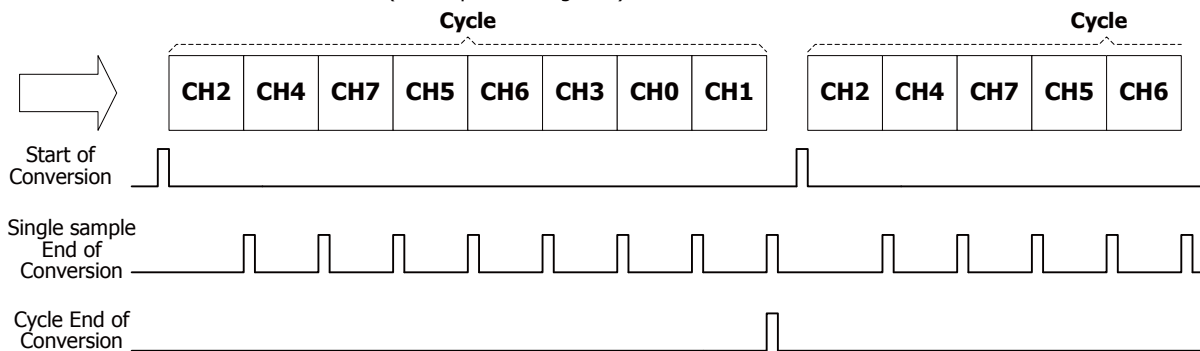 Cycle Cycle
CH2 CH4 CH7 CH5 CH6 CH3 CH0 CH1 CH2 CH4 CH7 CH5 CH6
Start of
Conversion
Single sample
End of
Conversion
Cycle End of
Conversion